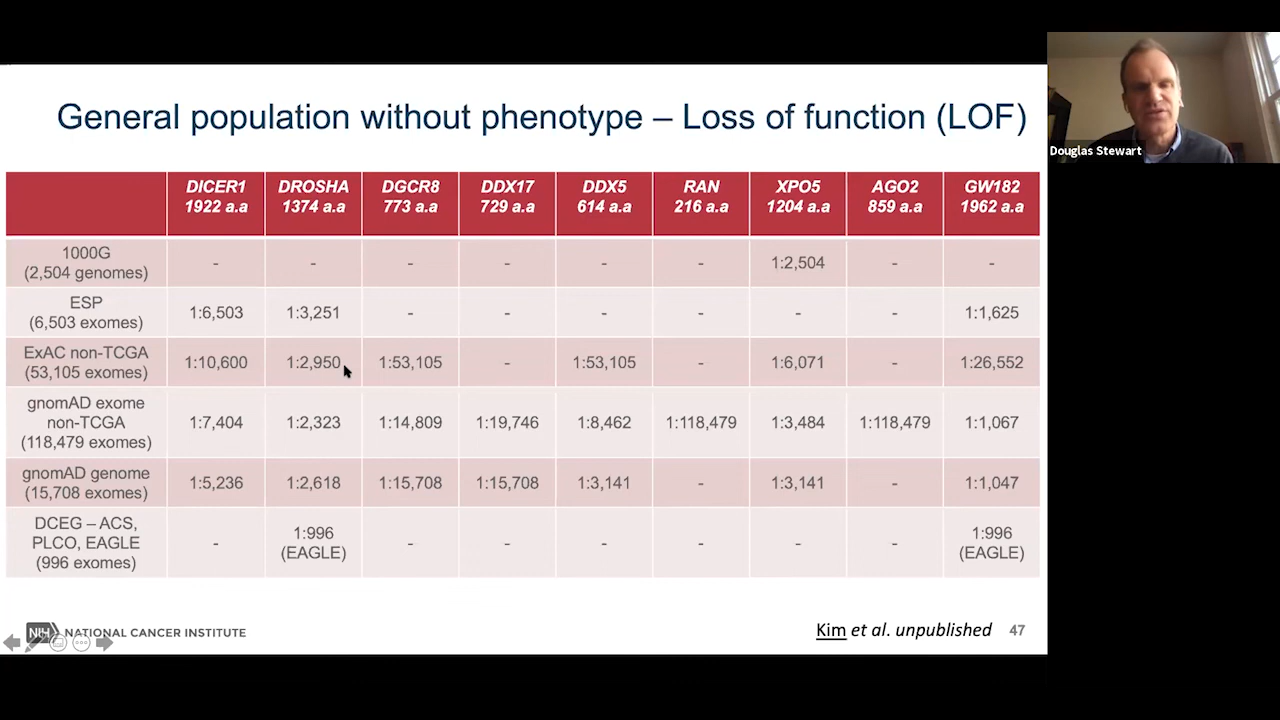 General population without phenotype – Loss of function (LOF)
Douglas Stewart
DICER1 1922 a.a
DROSHA 1374 a.a
DGCR8 773 a.a
DDX17 729 a.a
DDX5 614 a.a
RAN 216 a.a
XPO5 1204 a.a
AGO2 859 a.a
GW182 1962 a.a
1000G
(2,504 genomes)
- - - - - - 1:2,504 - -
ESP
(6,503 exomes)
1:6,503 1:3,251 - - - - - - 1:1,625
ExAC non-TCGA
(53,105 exomes)
1:10,600 1:2,950 1:53,105 - 1:53,105 - 1:6,071 - 1:26,552
gnomAD exome
non-TCGA
(118,479 exomes)
1:7,404 1:2,323 1:14,809 1:19,746 1:8,462 1:118,479 1:3,484 1:118,479 1:1,067
gnomAD genome
(15,708 exomes)
1:5,236 1:2,618 1:15,708 1:15,708 1:3,141 - 1:3,141 - 1:1,047
DCEG – ACS,
PLCO, EAGLE
(996 exomes)
- 1:996 (EAGLE) - - - - - - 1:996 (EAGLE)
NIH NATIONAL CANCER INSTITUTE
Kim et al. unpublished 47